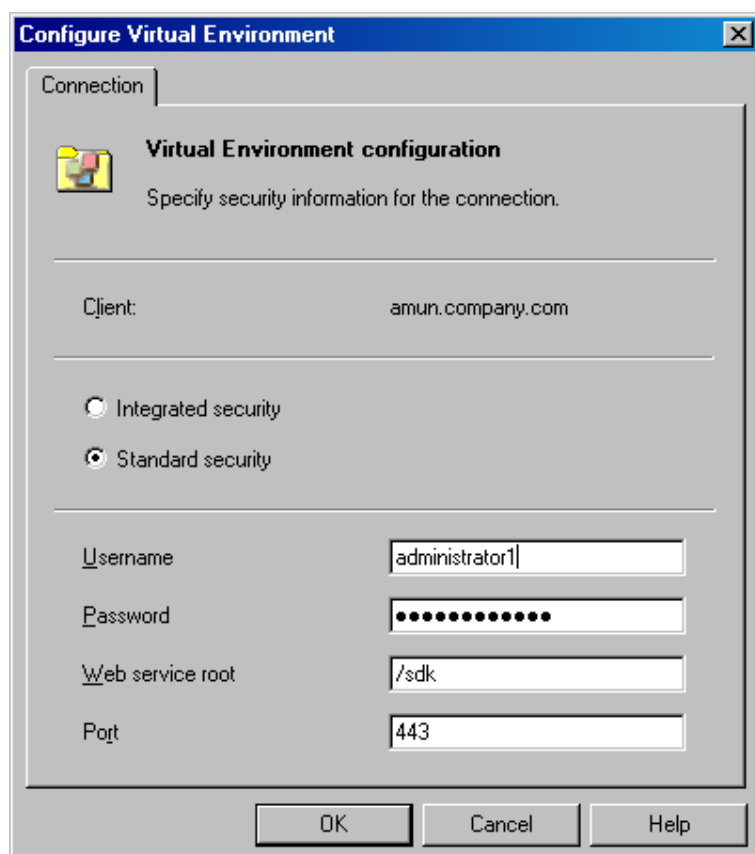 Configure Virtual Environment
Connection
Virtual Environment configuration
Specify security information for the connection.
Client: amun.company.com
Integrated security
Standard security
Username administrator1
Password ●●●●●●●●●●●●
Web service root /sdk
Port 443
OK Cancel Help